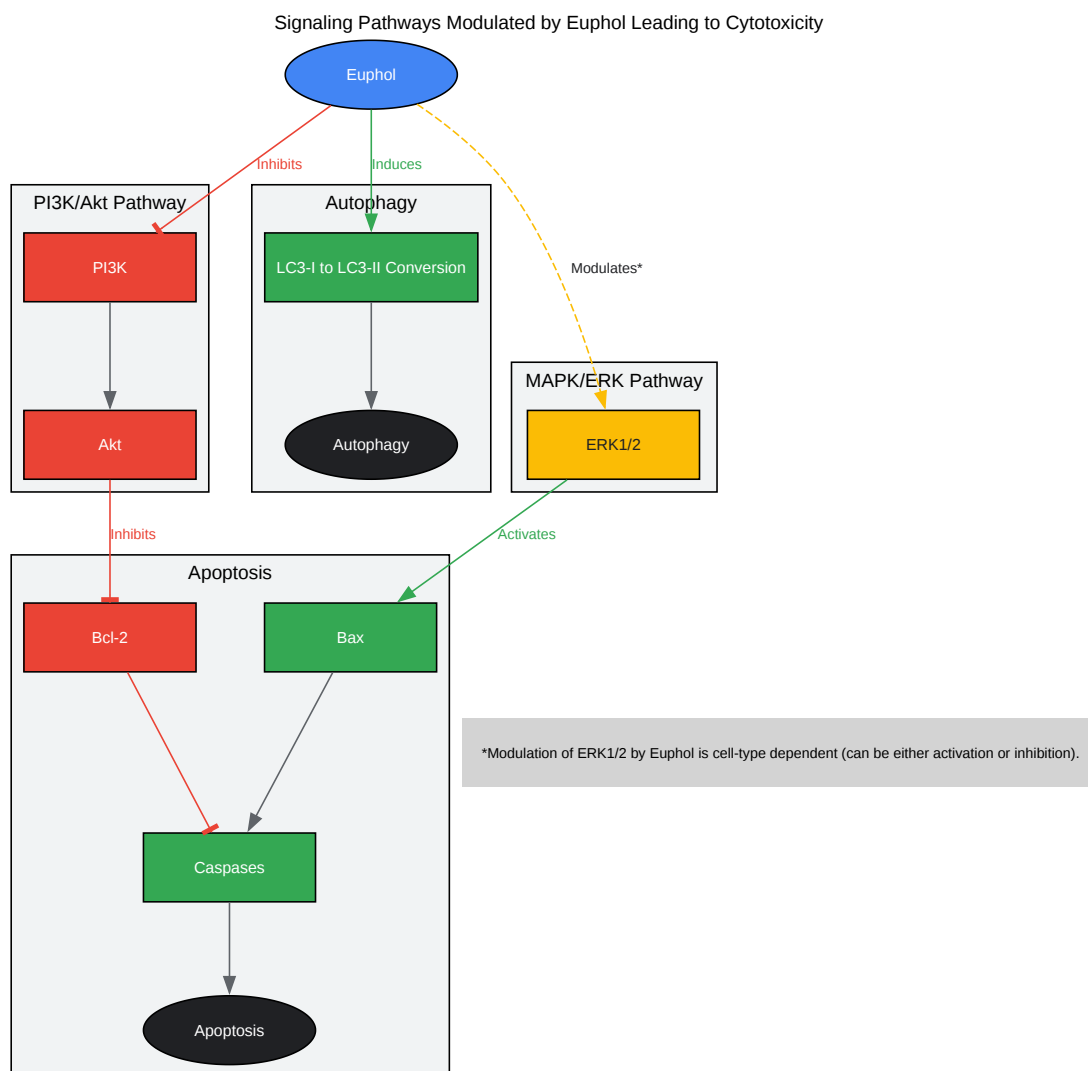 Signaling Pathways Modulated by Euphol Leading to Cytotoxicity
Euphol
Inhibits
Induces
PI3K/Akt Pathway
Autophagy
PI3K
LC3-I to LC3-II Conversion
Modulates*
MAPK/ERK Pathway
Akt
Autophagy
ERK1/2
Inhibits
Activates
Apoptosis
Bcl-2
Bax
*Modulation of ERK1/2 by Euphol is cell-type dependent (can be either activation or inhibition).
Caspases
Apoptosis